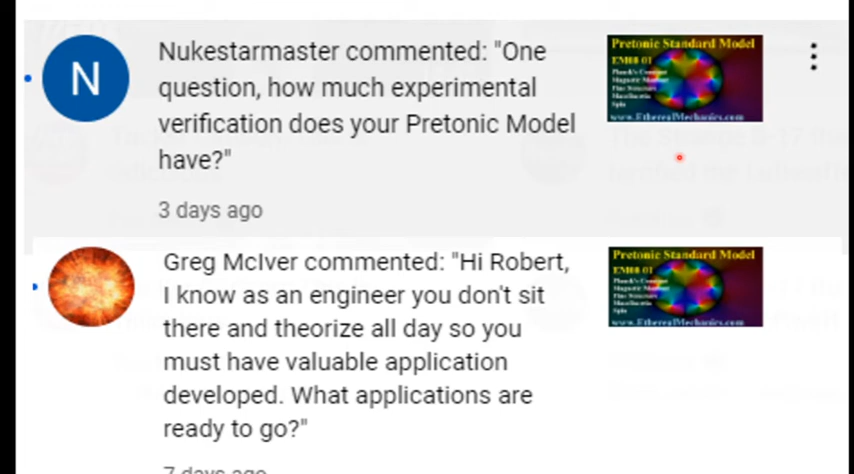 Nukestarmaster commented: "One
question, how much experimental
verification does your Pretonic Model
have?"
3 days ago
Pretonic Standard Model
EM08 01
Planck's Constant
Magnetic Moment
Fine Structure
Mass/Inertia
Spin
www.EtherealMechanics.com
N
Greg McIver commented: "Hi Robert,
I know as an engineer you don't sit
there and theorize all day so you
must have valuable application
developed. What applications are
ready to go?"
7 days ago
Pretonic Standard Model
EM08 01
Planck's Constant
Magnetic Moment
Fine Structure
Mass/Inertia
Spin
www.EtherealMechanics.com